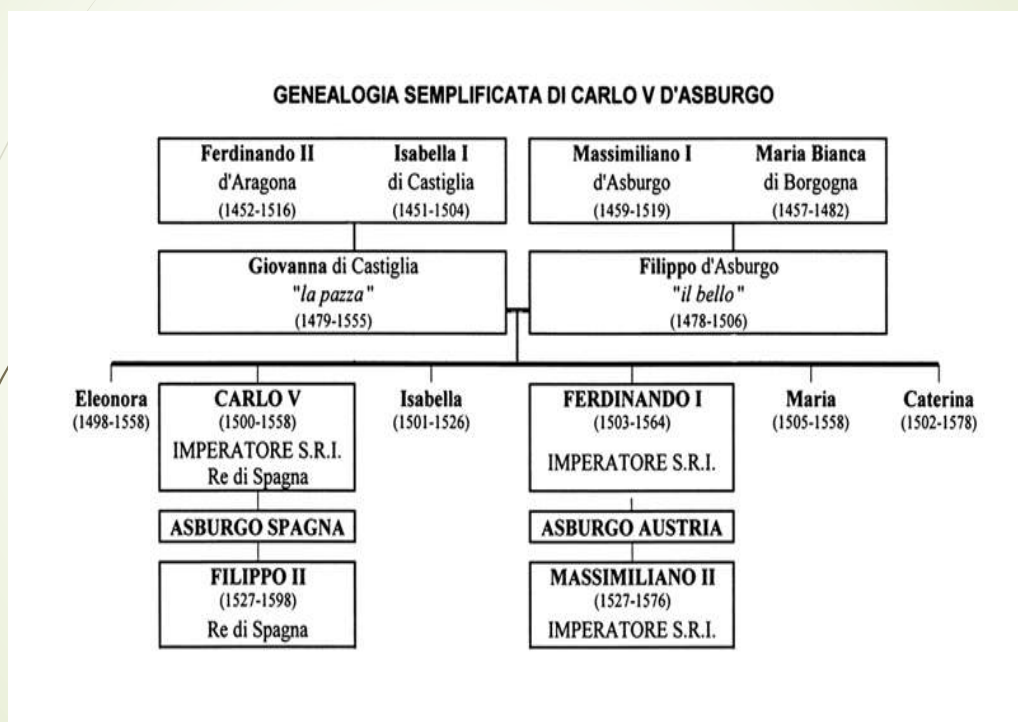 GENEALOGIA SEMPLIFICATA DI CARLO V D'ASBURGO
Ferdinando II
d'Aragona
(1452-1516)
Isabella I
di Castiglia
(1451-1504)
Massimiliano I
d'Asburgo
(1459-1519)
Maria Bianca
di Borgogna
(1457-1482)
Giovanna di Castiglia
"la pazza"
(1479-1555)
Filippo d'Asburgo
"il bello"
(1478-1506)
Eleonora
(1498-1558)
CARLO V
(1500-1558)
IMPERATORE S.R.I.
Re di Spagna
Isabella
(1501-1526)
FERDINANDO I
(1503-1564)
IMPERATORE S.R.I.
Maria
(1505-1558)
Caterina
(1502-1578)
ASBURGO SPAGNA
ASBURGO AUSTRIA
FILIPPO II
(1527-1598)
Re di Spagna
MASSIMILIANO II
(1527-1576)
IMPERATORE S.R.I.